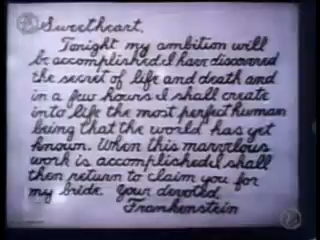 Sweetheart,
Tonight my ambition will
be accomplished. I have discovered
the secret of life and death and
in a few hours I shall create
into life the most perfect human
being that the world has yet
known. When this marvelous
work is accomplished I shall
then return to claim you for
my bride. Your devoted
Frankenstein